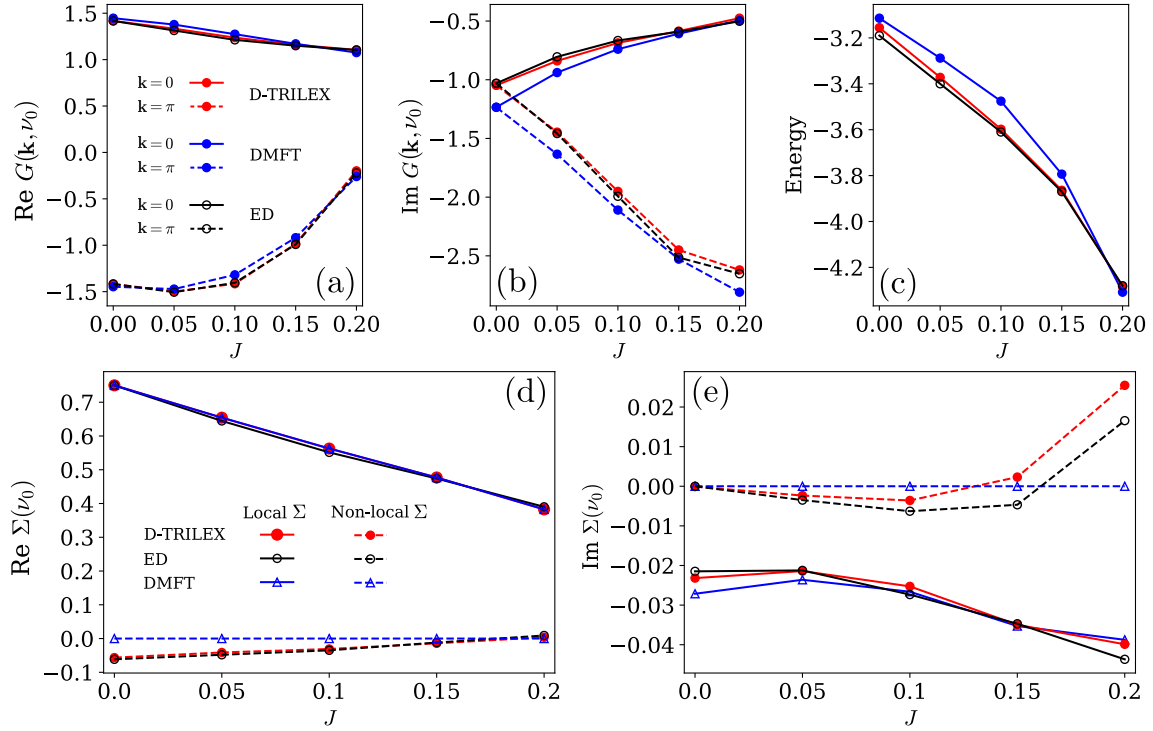 Re G(k, ν₀)
1.5
1.0
0.5
0.0
−0.5
−1.0
−1.5
k = 0
k = π
D-TRILEX
k = 0
k = π
DMFT
k = 0
k = π
ED
(a)
0.00 0.05 0.10 0.15 0.20
J
Im G(k, ν₀)
−0.5
−1.0
−1.5
−2.0
−2.5
(b)
0.00 0.05 0.10 0.15 0.20
J
Energy
−3.2
−3.4
−3.6
−3.8
−4.0
−4.2
(c)
0.00 0.05 0.10 0.15 0.20
J
Re Σ(ν₀)
0.7
0.6
0.5
0.4
0.3
0.2
0.1
0.0
−0.1
(d)
Local Σ Non-local Σ
D-TRILEX
ED
DMFT
0.0 0.05 0.1 0.15 0.2
J
Im Σ(ν₀)
0.02
0.01
0.00
−0.01
−0.02
−0.03
−0.04
(e)
0.0 0.05 0.1 0.15 0.2
J